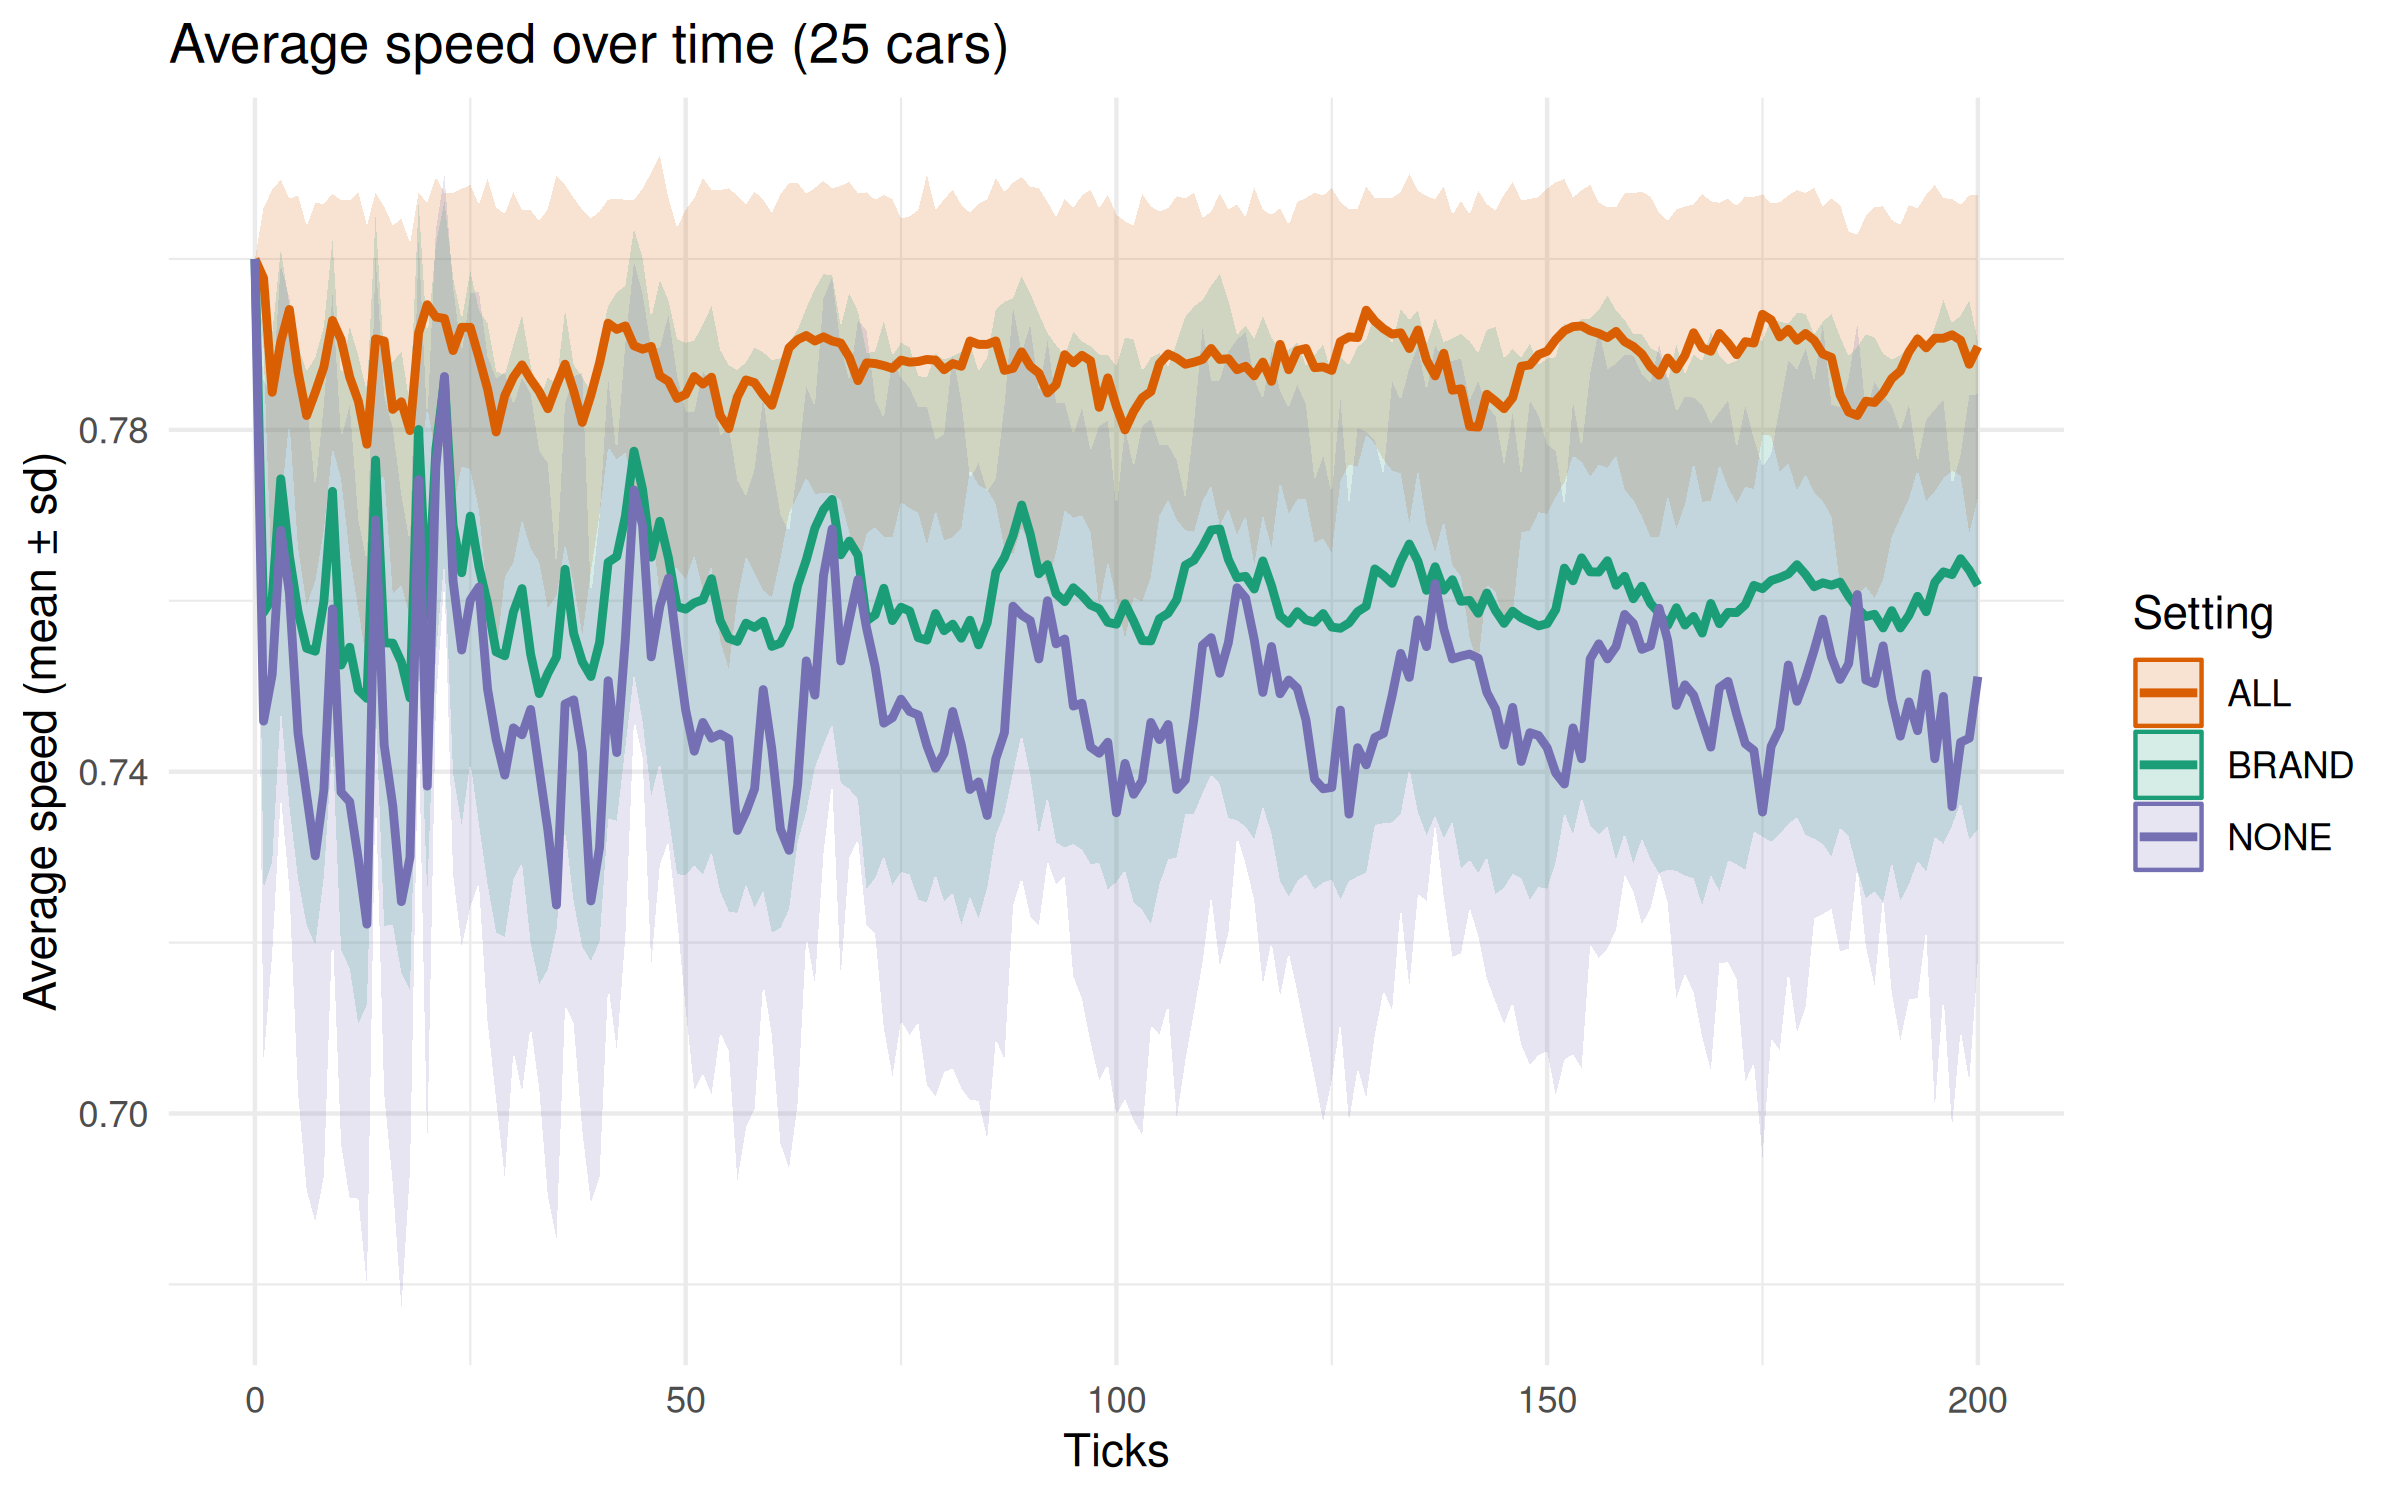 Average speed over time (25 cars)
Average speed (mean ± sd)
0.78
0.74
0.70
0
50
100
150
200
Ticks
Setting
ALL
BRAND
NONE